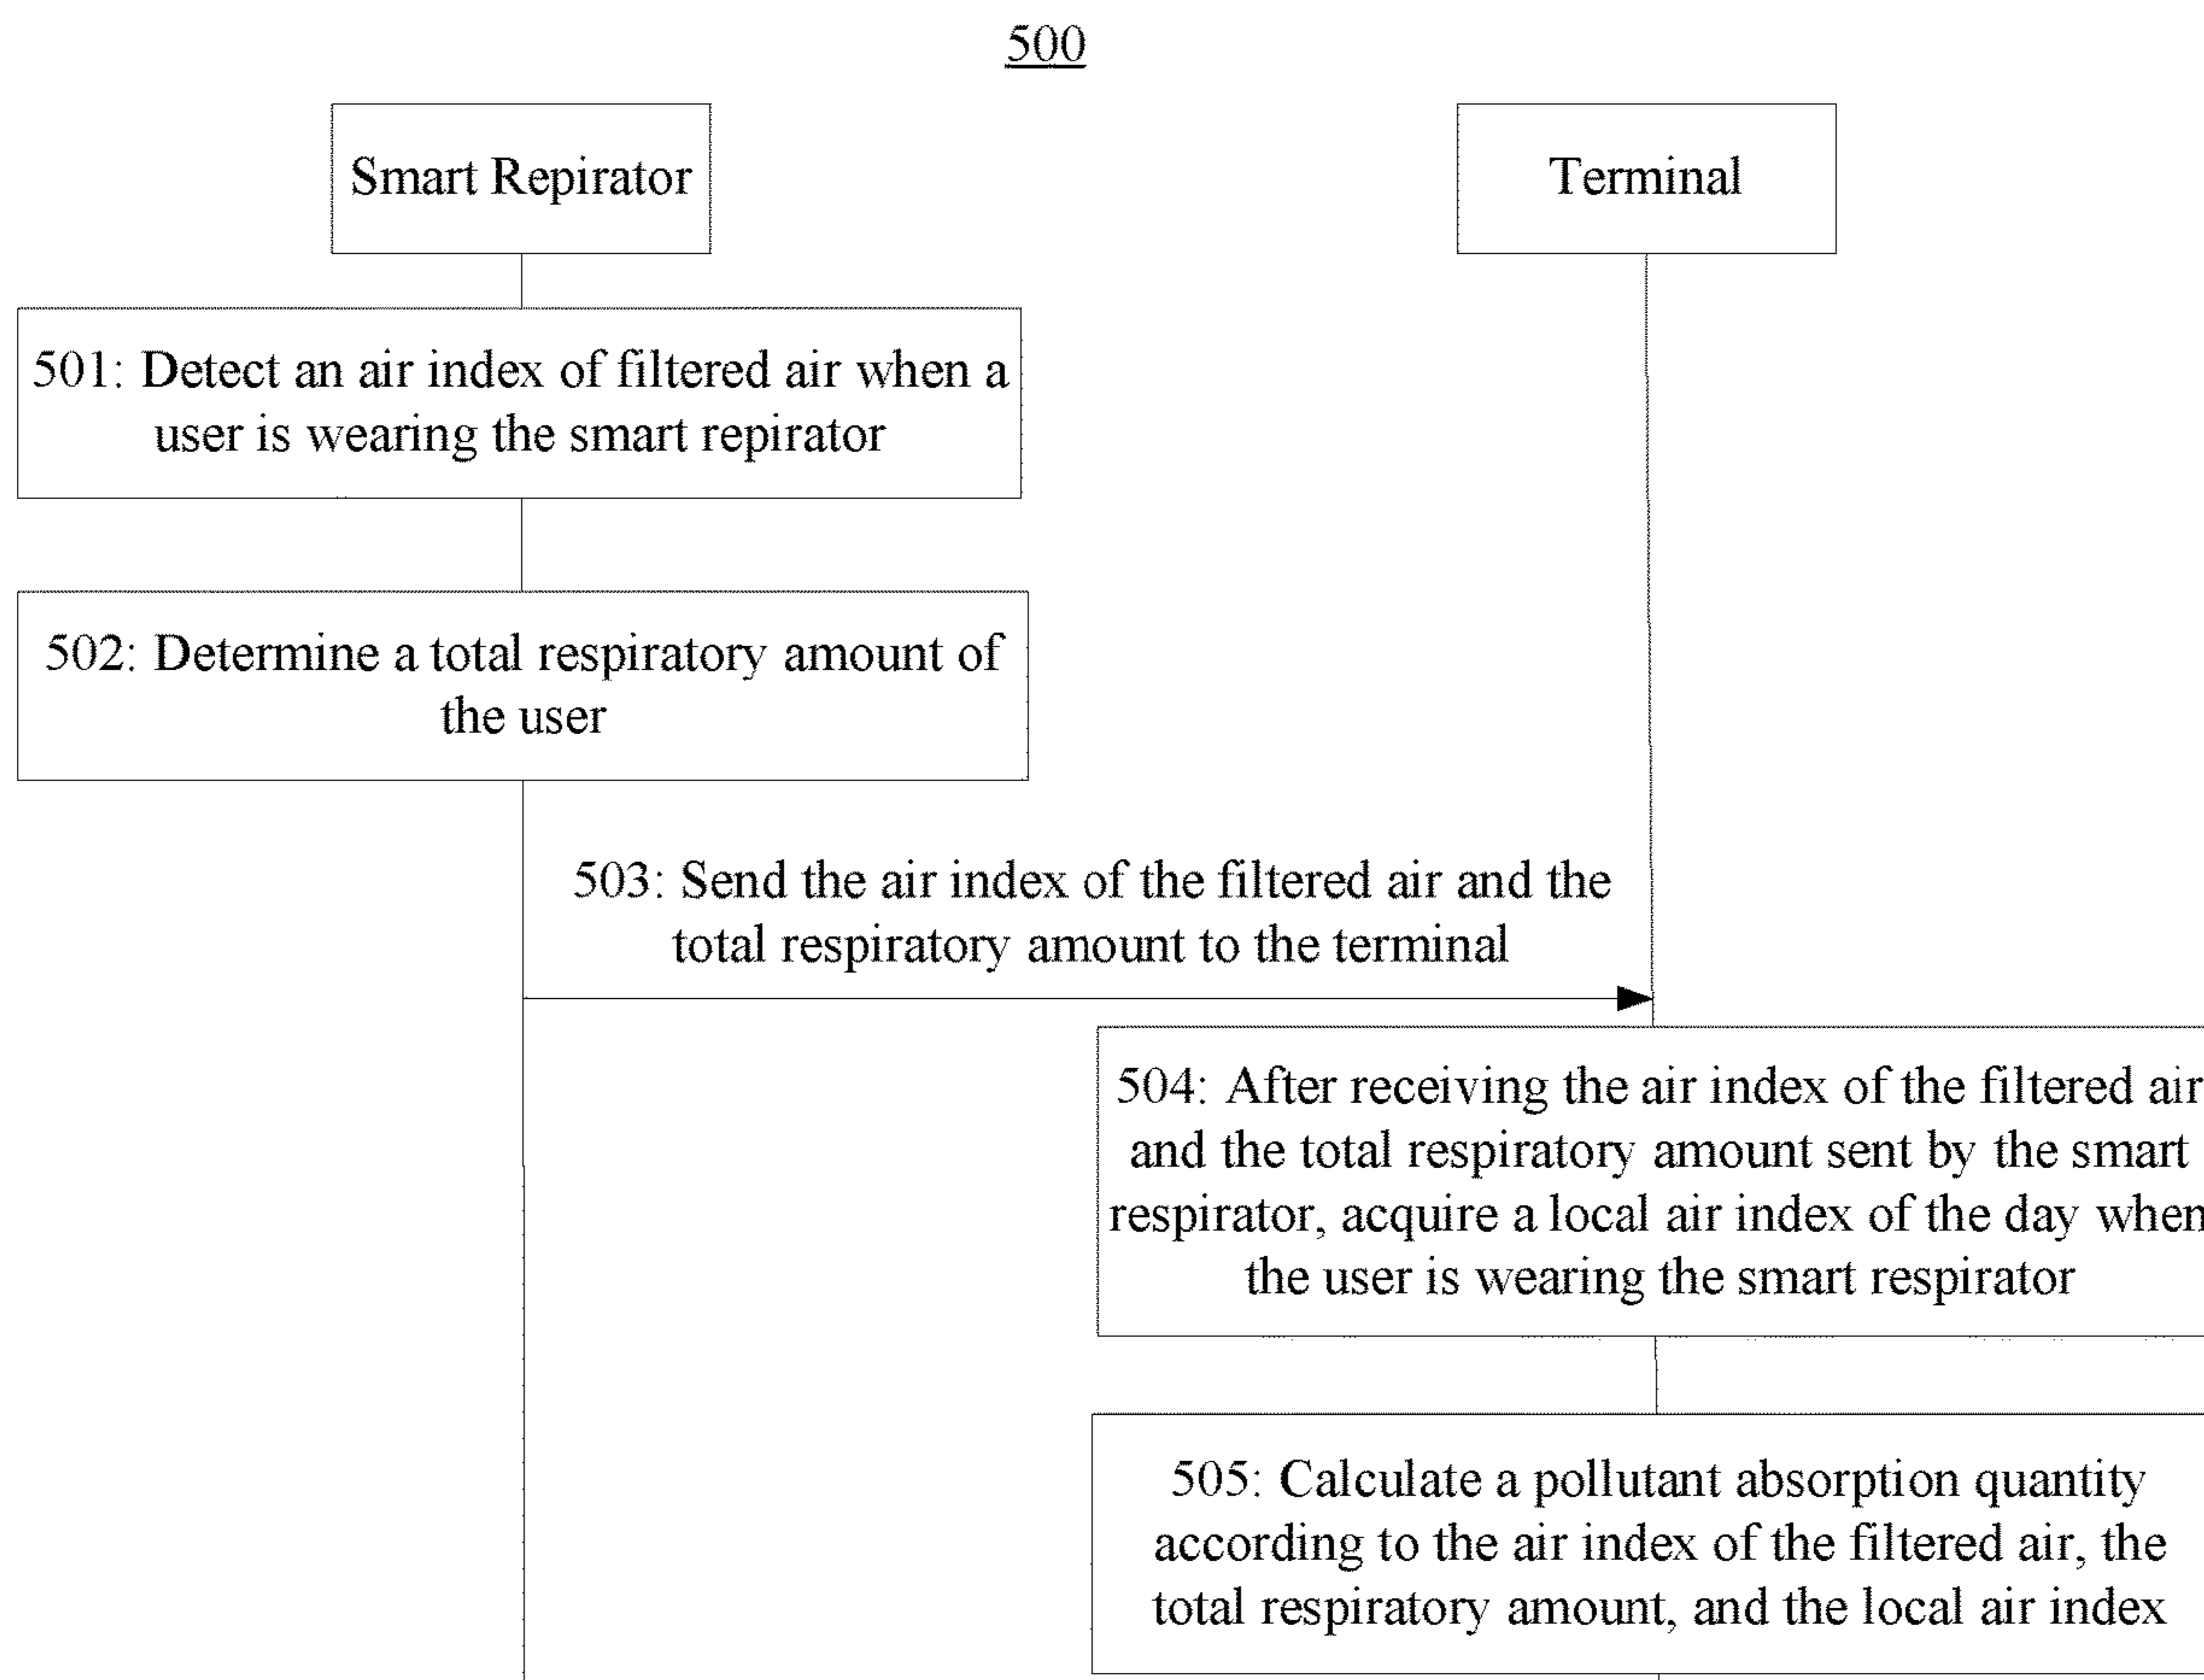 500
Smart Repirator
Terminal
501: Detect an air index of filtered air when a
user is wearing the smart repirator
502: Determine a total respiratory amount of
the user
503: Send the air index of the filtered air and the
total respiratory amount to the terminal
504: After receiving the air index of the filtered air
and the total respiratory amount sent by the smart
respirator, acquire a local air index of the day when
the user is wearing the smart respirator
505: Calculate a pollutant absorption quantity
according to the air index of the filtered air, the
total respiratory amount, and the local air index